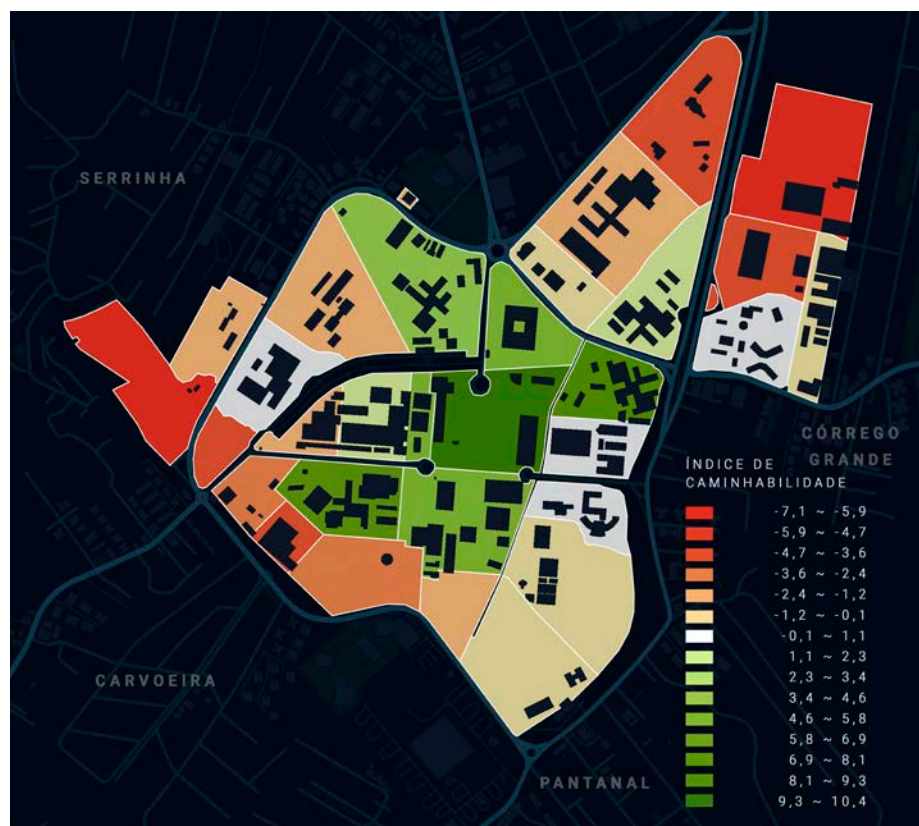 SERRINHA
CÓRREGO
GRANDE
ÍNDICE DE
CAMINHABILIDADE
-7,1 ~ -5,9
-5,9 ~ -4,7
-4,7 ~ -3,6
-3,6 ~ -2,4
-2,4 ~ -1,2
-1,2 ~ -0,1
-0,1 ~ 1,1
1,1 ~ 2,3
2,3 ~ 3,4
3,4 ~ 4,6
4,6 ~ 5,8
5,8 ~ 6,9
6,9 ~ 8,1
8,1 ~ 9,3
9,3 ~ 10,4
CARVOEIRA
PANTANAL